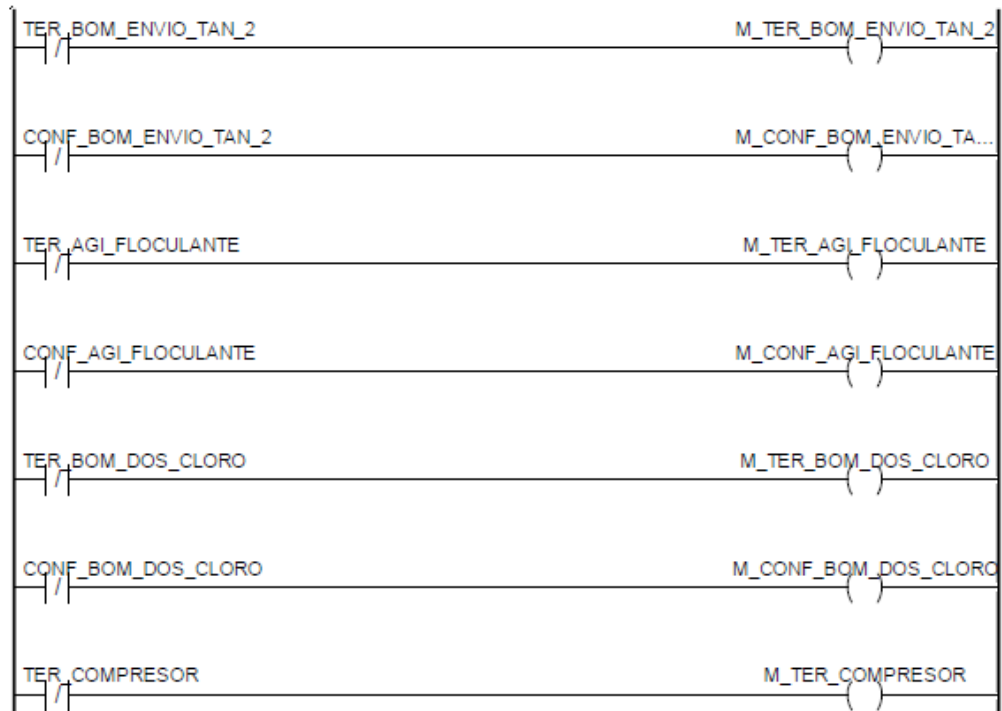 TER_BOM_ENVIO_TAN_2 M_TER_BOM_ENVIO_TAN_2
CONF_BOM_ENVIO_TAN_2 M_CONF_BOM_ENVIO_TA...
TER_AGI_FLOCULANTE M_TER_AGI_FLOCULANTE
CONF_AGI_FLOCULANTE M_CONF_AGI_FLOCULANTE
TER_BOM_DOS_CLORO M_TER_BOM_DOS_CLORO
CONF_BOM_DOS_CLORO M_CONF_BOM_DOS_CLORO
TER_COMPRESOR M_TER_COMPRESOR